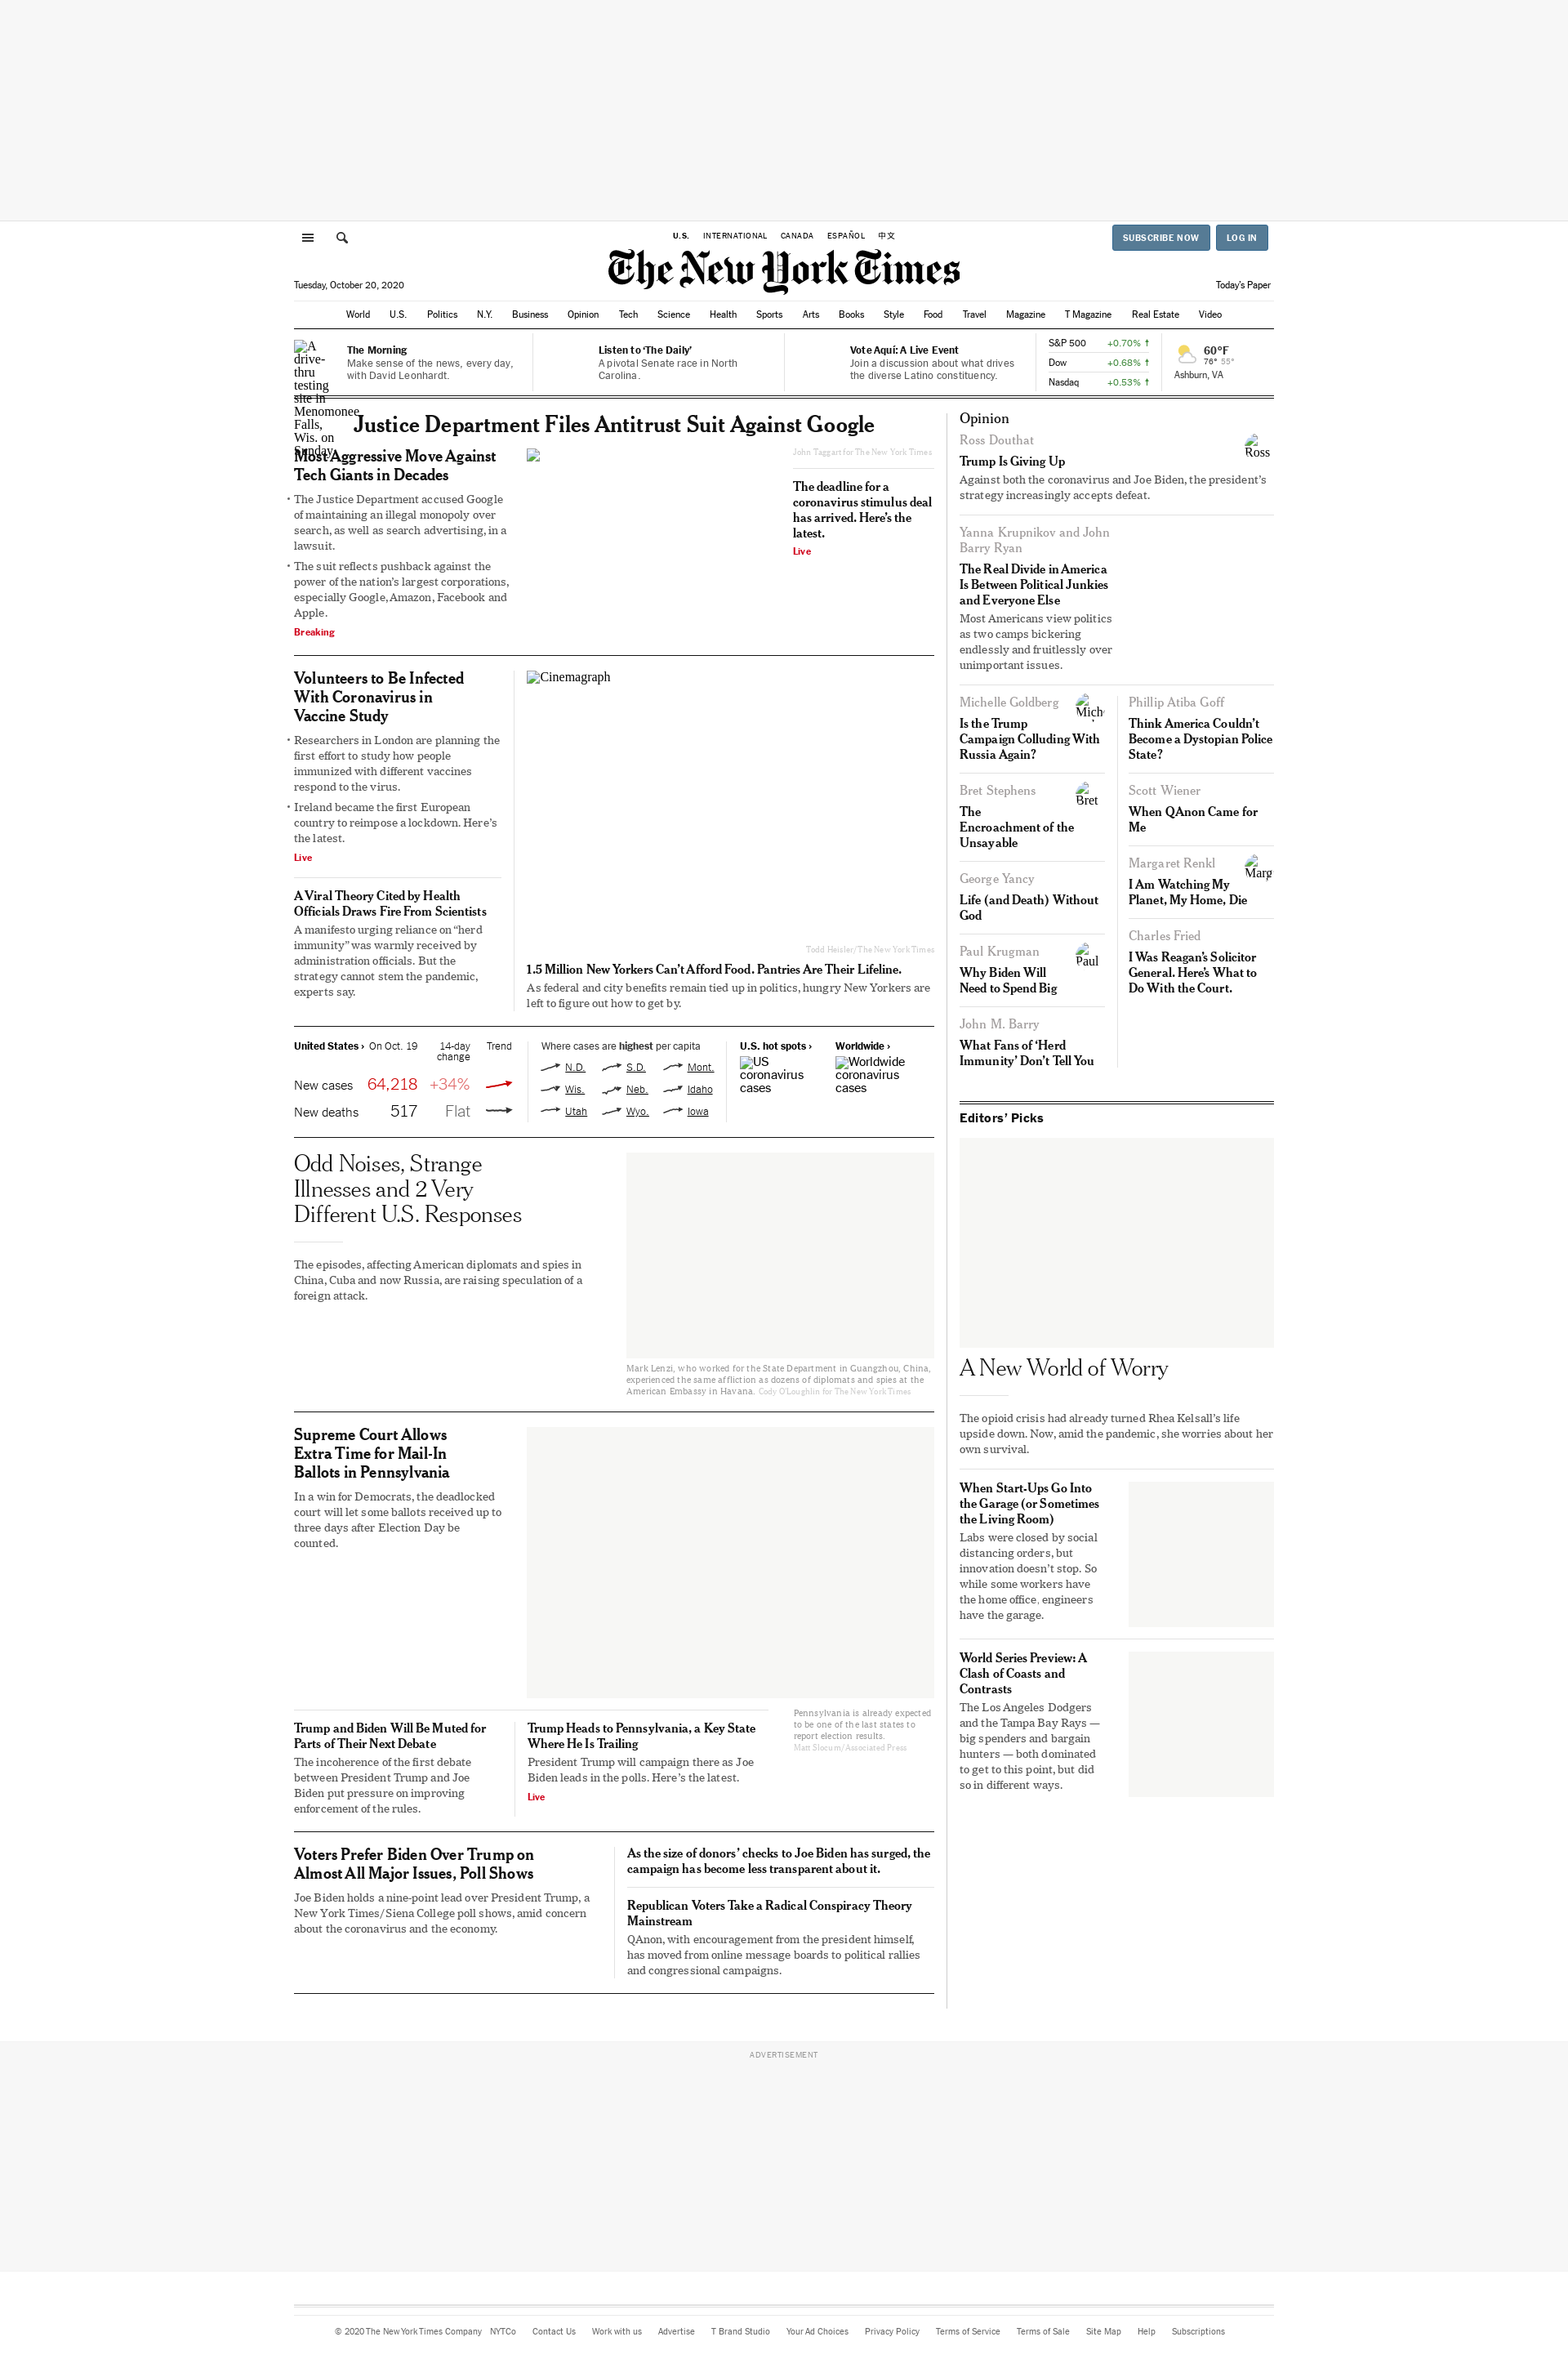 U.S. INTERNATIONAL CANADA ESPAÑOL 中文
SUBSCRIBE NOW LOG IN
The New York Times
Tuesday, October 20, 2020
Today's Paper
World U.S. Politics N.Y. Business Opinion Tech Science Health Sports Arts Books Style Food Travel Magazine T Magazine Real Estate Video
A
drive-
thru
testing
site in
Menomonee
Falls,
Wis. on
Sunday.
The Morning
Make sense of the news, every day,
with David Leonhardt.
Listen to ‘The Daily’
A pivotal Senate race in North
Carolina.
Vote Aquí: A Live Event
Join a discussion about what drives
the diverse Latino constituency.
S&P 500 +0.70% ↑
Dow +0.68% ↑
Nasdaq +0.53% ↑
60°F
76° 55°
Ashburn, VA
Justice Department Files Antitrust Suit Against Google
Most Aggressive Move Against
Tech Giants in Decades
• The Justice Department accused Google
of maintaining an illegal monopoly over
search, as well as search advertising, in a
lawsuit.
• The suit reflects pushback against the
power of the nation’s largest corporations,
especially Google, Amazon, Facebook and
Apple.
Breaking
John Taggart for The New York Times
The deadline for a
coronavirus stimulus deal
has arrived. Here’s the
latest.
Live
Volunteers to Be Infected
With Coronavirus in
Vaccine Study
• Researchers in London are planning the
first effort to study how people
immunized with different vaccines
respond to the virus.
• Ireland became the first European
country to reimpose a lockdown. Here’s
the latest.
Live
A Viral Theory Cited by Health
Officials Draws Fire From Scientists
A manifesto urging reliance on “herd
immunity” was warmly received by
administration officials. But the
strategy cannot stem the pandemic,
experts say.
Cinemagraph
Todd Heisler/The New York Times
1.5 Million New Yorkers Can’t Afford Food. Pantries Are Their Lifeline.
As federal and city benefits remain tied up in politics, hungry New Yorkers are
left to figure out how to get by.
United States › On Oct. 19 14-day
change Trend
New cases 64,218 +34%
New deaths 517 Flat
Where cases are highest per capita
N.D. S.D. Mont.
Wis. Neb. Idaho
Utah Wyo. Iowa
U.S. hot spots ›
US
coronavirus
cases
Worldwide ›
Worldwide
coronavirus
cases
Odd Noises, Strange
Illnesses and 2 Very
Different U.S. Responses
The episodes, affecting American diplomats and spies in
China, Cuba and now Russia, are raising speculation of a
foreign attack.
Mark Lenzi, who worked for the State Department in Guangzhou, China,
experienced the same affliction as dozens of diplomats and spies at the
American Embassy in Havana. Cody O’Loughlin for The New York Times
Supreme Court Allows
Extra Time for Mail-In
Ballots in Pennsylvania
In a win for Democrats, the deadlocked
court will let some ballots received up to
three days after Election Day be
counted.
Pennsylvania is already expected
to be one of the last states to
report election results.
Matt Slocum/Associated Press
Trump and Biden Will Be Muted for
Parts of Their Next Debate
The incoherence of the first debate
between President Trump and Joe
Biden put pressure on improving
enforcement of the rules.
Trump Heads to Pennsylvania, a Key State
Where He Is Trailing
President Trump will campaign there as Joe
Biden leads in the polls. Here’s the latest.
Live
Voters Prefer Biden Over Trump on
Almost All Major Issues, Poll Shows
Joe Biden holds a nine-point lead over President Trump, a
New York Times/Siena College poll shows, amid concern
about the coronavirus and the economy.
As the size of donors’ checks to Joe Biden has surged, the
campaign has become less transparent about it.
Republican Voters Take a Radical Conspiracy Theory
Mainstream
QAnon, with encouragement from the president himself,
has moved from online message boards to political rallies
and congressional campaigns.
Opinion
Ross Douthat
Ross
Trump Is Giving Up
Against both the coronavirus and Joe Biden, the president’s
strategy increasingly accepts defeat.
Yanna Krupnikov and John
Barry Ryan
The Real Divide in America
Is Between Political Junkies
and Everyone Else
Most Americans view politics
as two camps bickering
endlessly and fruitlessly over
unimportant issues.
Michelle Goldberg
Is the Trump
Campaign Colluding With
Russia Again?
Bret Stephens
Bret
The
Encroachment of the
Unsayable
George Yancy
Life (and Death) Without
God
Paul Krugman
Paul
Why Biden Will
Need to Spend Big
John M. Barry
What Fans of ‘Herd
Immunity’ Don’t Tell You
Phillip Atiba Goff
Think America Couldn’t
Become a Dystopian Police
State?
Scott Wiener
When QAnon Came for
Me
Margaret Renkl
I Am Watching My
Planet, My Home, Die
Charles Fried
I Was Reagan’s Solicitor
General. Here’s What to
Do With the Court.
Editors’ Picks
A New World of Worry
The opioid crisis had already turned Rhea Kelsall’s life
upside down. Now, amid the pandemic, she worries about her
own survival.
When Start-Ups Go Into
the Garage (or Sometimes
the Living Room)
Labs were closed by social
distancing orders, but
innovation doesn’t stop. So
while some workers have
the home office, engineers
have the garage.
World Series Preview: A
Clash of Coasts and
Contrasts
The Los Angeles Dodgers
and the Tampa Bay Rays —
big spenders and bargain
hunters — both dominated
to get to this point, but did
so in different ways.
ADVERTISEMENT
© 2020 The New York Times Company NYTCo Contact Us Work with us Advertise T Brand Studio Your Ad Choices Privacy Policy Terms of Service Terms of Sale Site Map Help Subscriptions